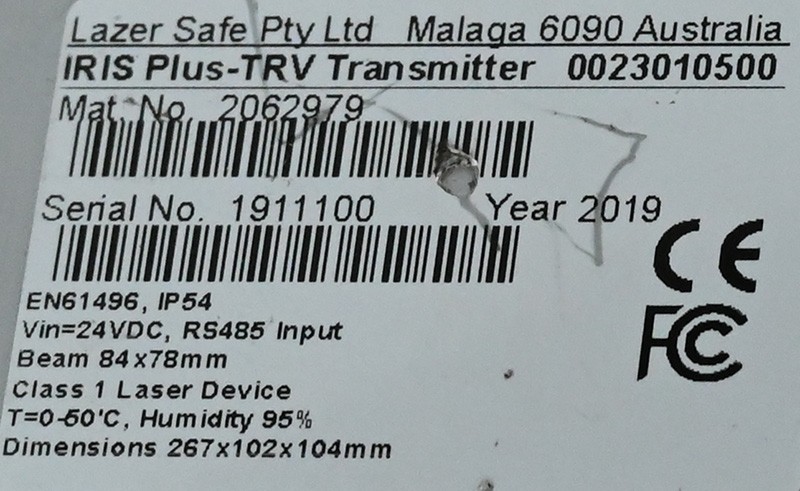 Lazer Safe Pty Ltd Malaga 6090 Australia
IRIS Plus-TRV Transmitter 0023010500
Mat. No. 2062979
Serial No. 1911100 Year 2019
CE
EN61496, IP54
FC
Vin=24VDC, RS485 Input
Beam 84x78mm
Class 1 Laser Device
T=0-50'C, Humidity 95%
Dimensions 267x102x104mm